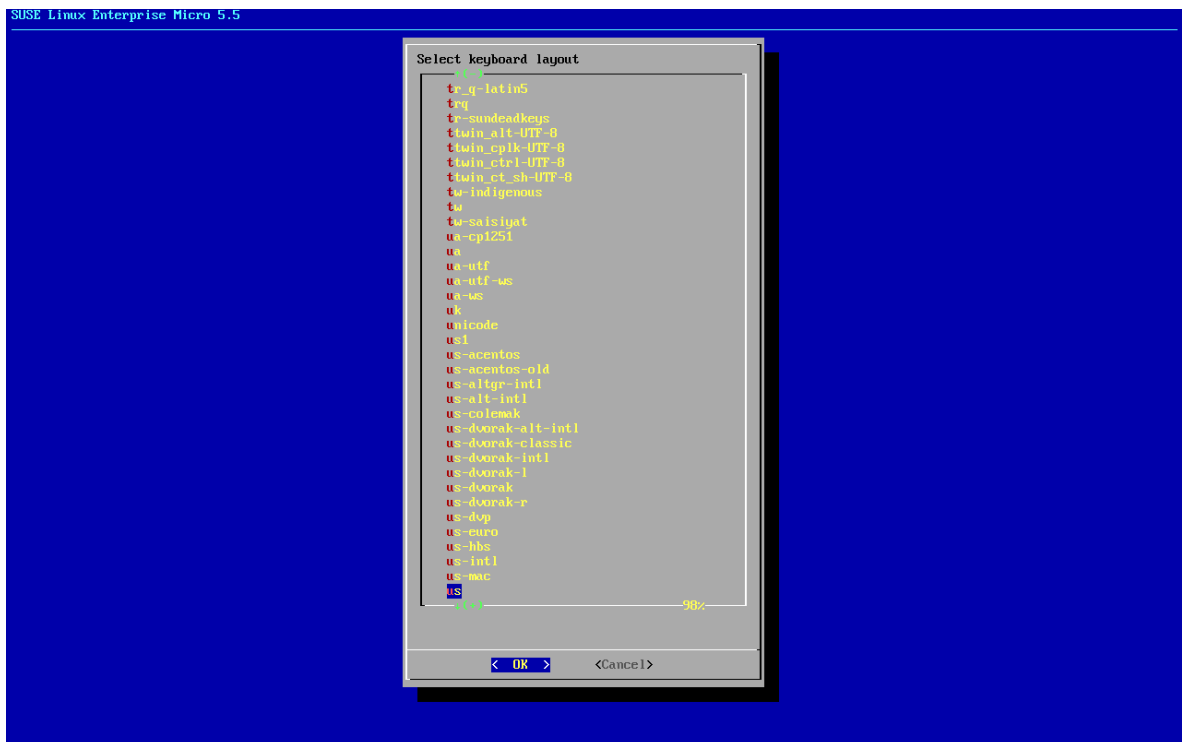 SUSE Linux Enterprise Micro 5.5
Select keyboard layout
^(-)
tr_q-latin5
trq
tr-sundeadkeys
ttwin_alt-UTF-8
ttwin_cplk-UTF-8
ttwin_ctrl-UTF-8
ttwin_ct_sh-UTF-8
tw-indigenous
tw
tw-saisiyat
ua-cp1251
ua
ua-utf
ua-utf-ws
ua-ws
uk
unicode
us1
us-acentos
us-acentos-old
us-altgr-intl
us-alt-intl
us-colemak
us-dvorak-alt-intl
us-dvorak-classic
us-dvorak-intl
us-dvorak-l
us-dvorak
us-dvorak-r
us-dvp
us-euro
us-hbs
us-intl
us-mac
us
(+) 98%
< OK > <Cancel>